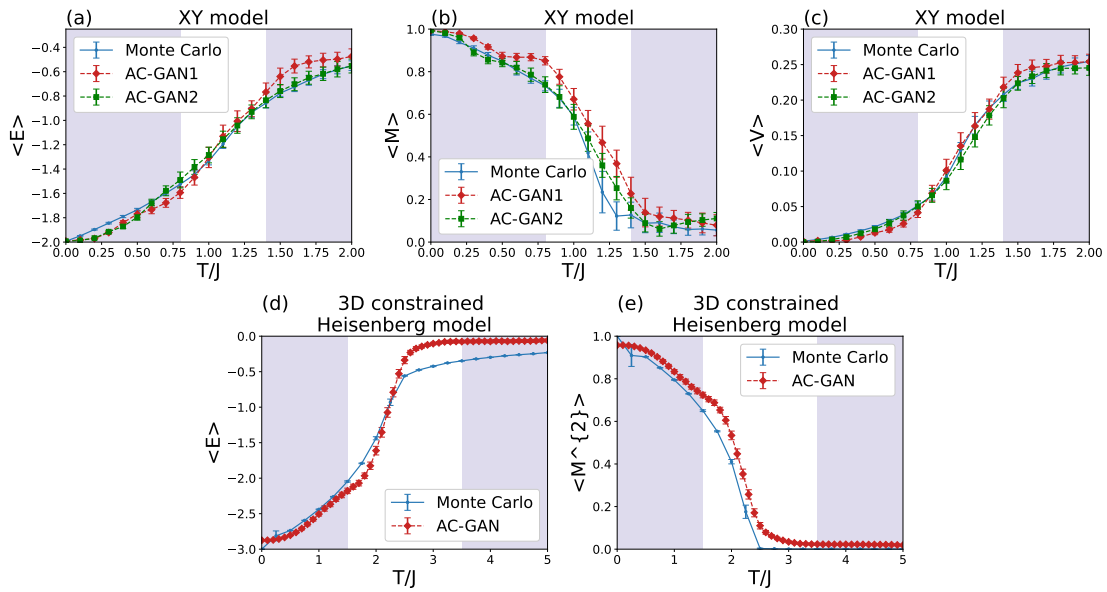 (a) XY model
<E>
−0.4
−0.6
−0.8
−1.0
−1.2
−1.4
−1.6
−1.8
−2.0
Monte Carlo
AC-GAN1
AC-GAN2
0.00 0.25 0.50 0.75 1.00 1.25 1.50 1.75 2.00
T/J
(b) XY model
<M>
1.0
0.8
0.6
0.4
0.2
0.0
Monte Carlo
AC-GAN1
AC-GAN2
0.00 0.25 0.50 0.75 1.00 1.25 1.50 1.75 2.00
T/J
(c) XY model
<V>
0.30
0.25
0.20
0.15
0.10
0.05
0.00
Monte Carlo
AC-GAN1
AC-GAN2
0.00 0.25 0.50 0.75 1.00 1.25 1.50 1.75 2.00
T/J
(d) 3D constrained
Heisenberg model
<E>
0.0
−0.5
−1.0
−1.5
−2.0
−2.5
−3.0
Monte Carlo
AC-GAN
0 1 2 3 4 5
T/J
(e) 3D constrained
Heisenberg model
<M^{2}>
1.0
0.8
0.6
0.4
0.2
0.0
Monte Carlo
AC-GAN
0 1 2 3 4 5
T/J